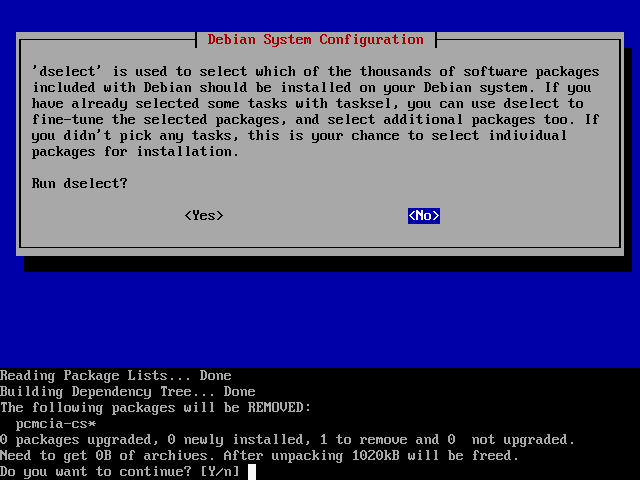 Debian System Configuration
'dselect' is used to select which of the thousands of software packages
included with Debian should be installed on your Debian system. If you
have already selected some tasks with tasksel, you can use dselect to
fine-tune the selected packages, and select additional packages too. If
you didn't pick any tasks, this is your chance to select individual
packages for installation.
Run dselect?
<Yes> <No>
Reading Package Lists... Done
Building Dependency Tree... Done
The following packages will be REMOVED:
pcmcia-cs*
0 packages upgraded, 0 newly installed, 1 to remove and 0  not upgraded.
Need to get 0B of archives. After unpacking 1020kB will be freed.
Do you want to continue? [Y/n]